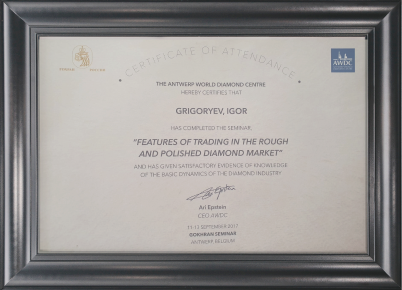 CERTIFICATE OF ATTENDANCE
AWDC
THE ANTWERP WORLD DIAMOND CENTRE
HEREBY CERTIFIES THAT
GRIGORYEV, IGOR
HAS COMPLETED THE SEMINAR
"FEATURES OF TRADING IN THE ROUGH
AND POLISHED DIAMOND MARKET"
AND HAS GIVEN SATISFACTORY EVIDENCE OF KNOWLEDGE
OF THE BASIC DYNAMICS OF THE DIAMOND INDUSTRY
Ari Epstein
CEO AWDC
SEPTEMBER 2017
GOKHRAN SEMINAR
ANTWERP BELGIUM